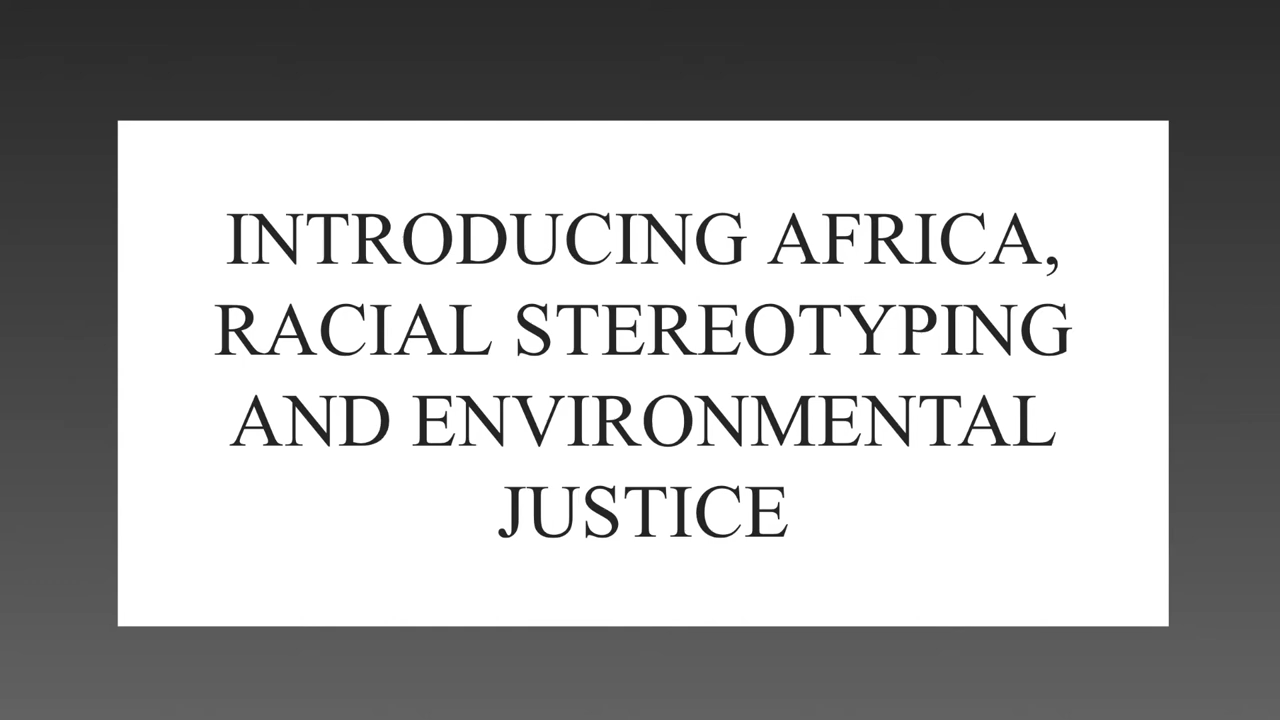 INTRODUCING AFRICA,
RACIAL STEREOTYPING
AND ENVIRONMENTAL
JUSTICE